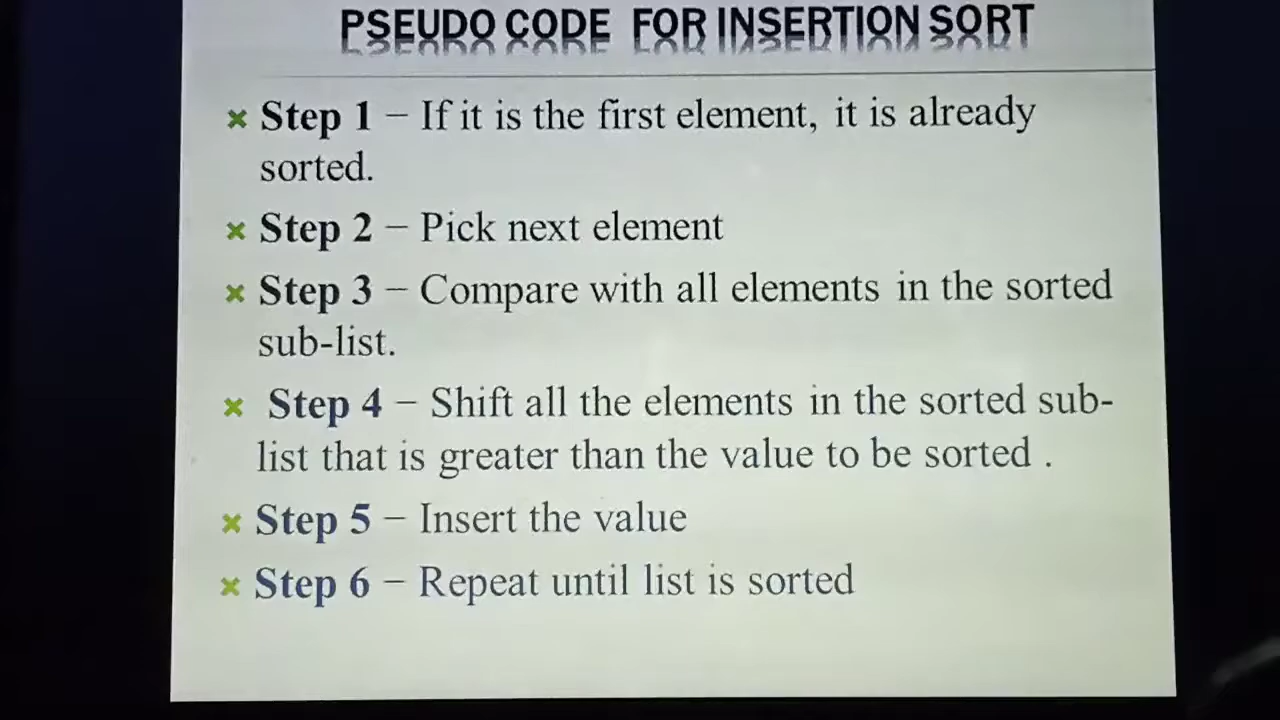 PSEUDO CODE FOR INSERTION SORT
Step 1 – If it is the first element, it is already
sorted.
Step 2 – Pick next element
Step 3 – Compare with all elements in the sorted
sub-list.
Step 4 – Shift all the elements in the sorted sub-
list that is greater than the value to be sorted .
Step 5 – Insert the value
Step 6 – Repeat until list is sorted